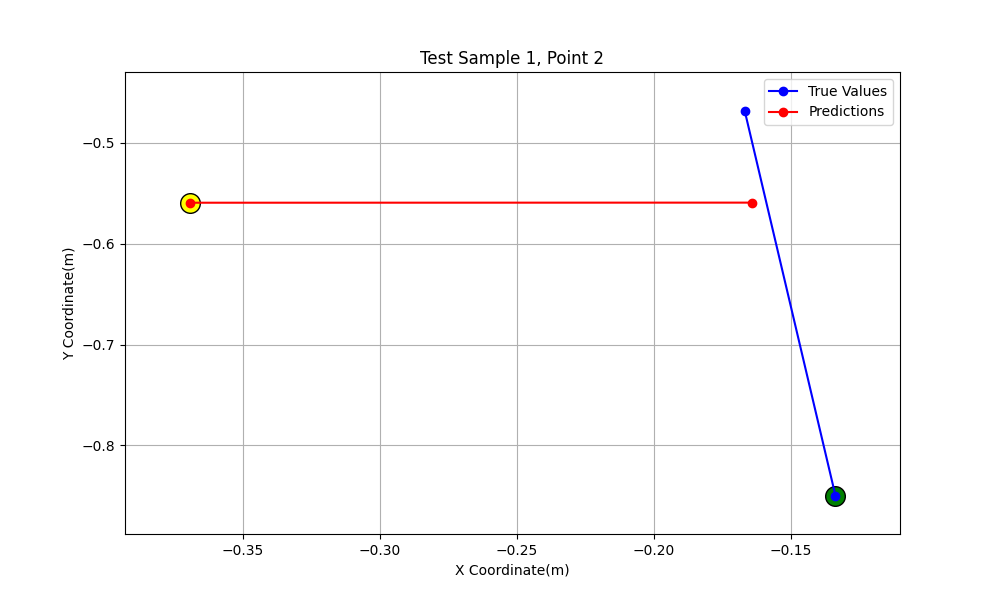 Test Sample 1, Point 2
True Values
Predictions
−0.5
−0.6
−0.7
−0.8
Y Coordinate(m)
−0.35
−0.30
−0.25
−0.20
−0.15
X Coordinate(m)